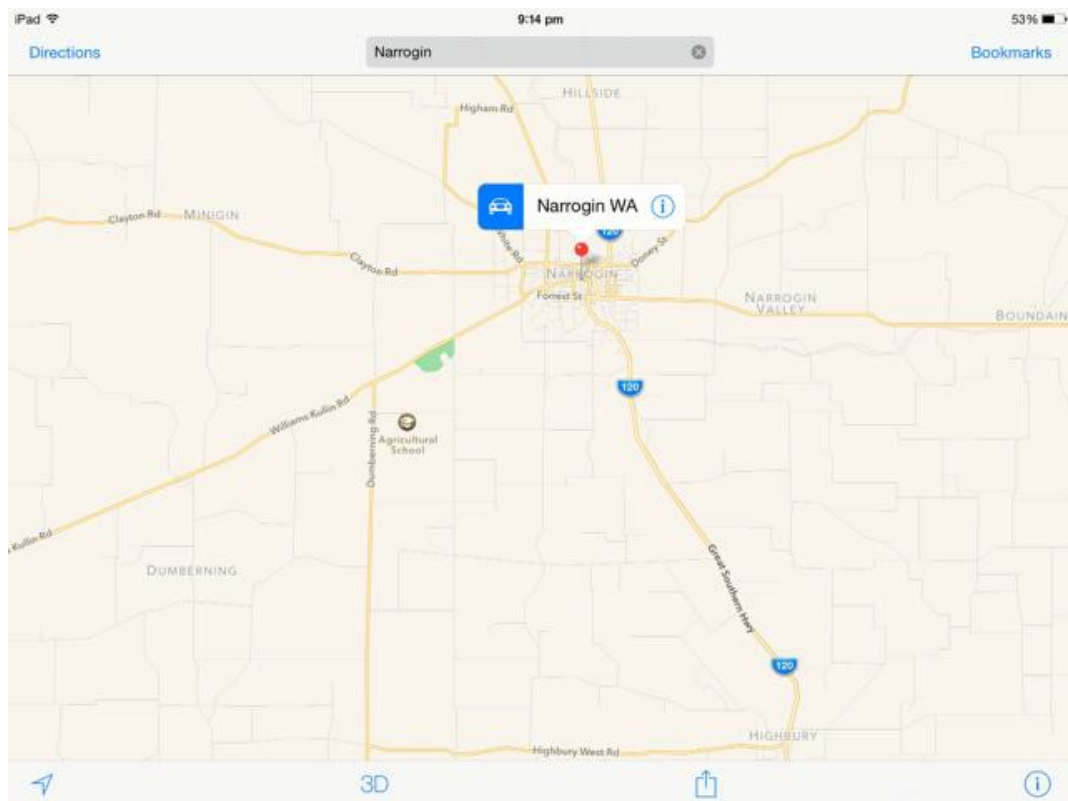 iPad 9:14 pm 53%
Directions Narrogin Bookmarks
HILLSIDE
Higham Rd
Narrogin WA
Clayton Rd
MINIGIN
120
White Rd
Doney St
Clayton Rd
NARROGIN
Forrest St
NARROGIN
VALLEY
BOUNDAIN
120
Williams Kullin Rd
Dumberning Rd
Agricultural
School
Kullin Rd
DUMBERNING
Great Southern Hwy
120
HIGHBURY
Highbury West Rd
3D